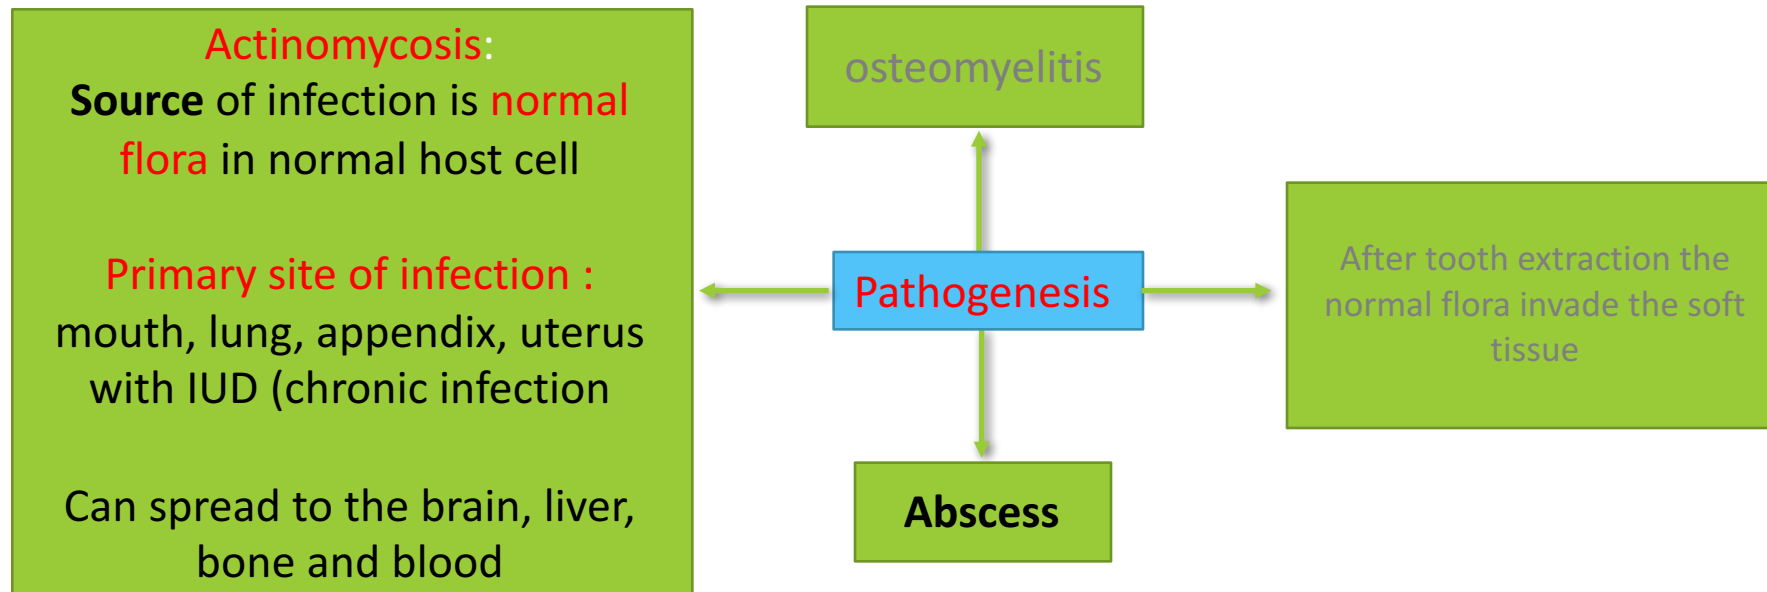 Actinomycosis:
Source of infection is normal
flora in normal host cell
Primary site of infection :
mouth, lung, appendix, uterus
with IUD (chronic infection
Can spread to the brain, liver,
bone and blood
osteomyelitis
Pathogenesis
After tooth extraction the
normal flora invade the soft
tissue
Abscess